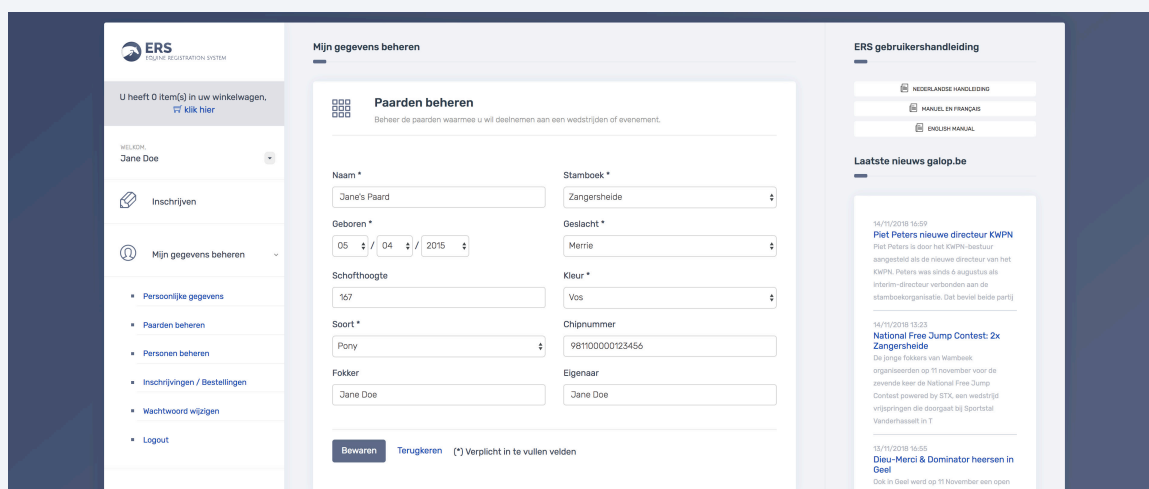 ERS
EQUINE REGISTRATION SYSTEM
U heeft 0 item(s) in uw winkelwagen,
klik hier
WELKOM,
Jane Doe
Inschrijven
Mijn gegevens beheren
Persoonlijke gegevens
Paarden beheren
Personen beheren
Inschrijvingen / Bestellingen
Wachtwoord wijzigen
Logout
Mijn gegevens beheren
Paarden beheren
Beheer de paarden waarmee u wil deelnemen aan een wedstrijden of evenement.
Naam *
Stamboek *
Jane's Paard
Zangersheide
Geboren *
Geslacht *
05 / 04 / 2015
Merrie
Schofthoogte
Kleur *
167
Vos
Soort *
Chipnummer
Pony
981100000123456
Fokker
Eigenaar
Jane Doe
Jane Doe
Bewaren Terugkeren (*) Verplicht in te vullen velden
ERS gebruikershandleiding
NEDERLANDSE HANDLEIDING
MANUEL EN FRANÇAIS
ENGLISH MANUAL
Laatste nieuws galop.be
14/11/2018 16:59
Piet Peters nieuwe directeur KWPN
Piet Peters is door het KWPN-bestuur
aangesteld als de nieuwe directeur van het
KWPN. Peters was sinds 6 augustus als
interim-directeur verbonden aan de
stamboekorganisatie. Dat beviel beide partij
14/11/2018 13:23
National Free Jump Contest: 2x
Zangersheide
De jonge fokkers van Wambeek
organiseerden op 11 november voor de
zevende keer de National Free Jump
Contest powered by STX, een wedstrijd
vrijspringen die doorgaat bij Sportstal
Vanderhasselt in T
13/11/2018 16:55
Dieu-Merci & Dominator heersen in
Geel
Ook in Geel werd op 11 November een open